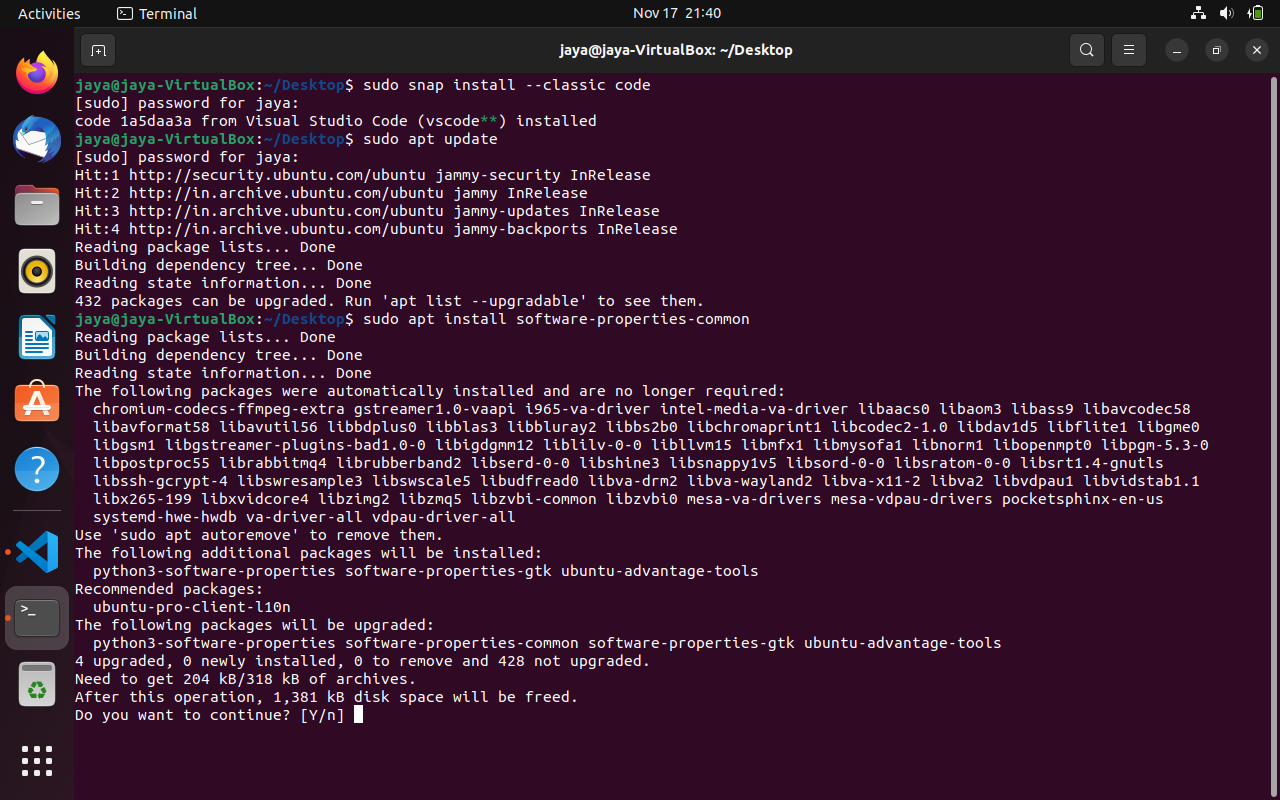 Activities
Terminal
Nov 17 21:40
jaya@jaya-VirtualBox: ~/Desktop
jaya@jaya-VirtualBox:~/Desktop$ sudo snap install --classic code
[sudo] password for jaya:
code 1a5daa3a from Visual Studio Code (vscode**) installed
jaya@jaya-VirtualBox:~/Desktop$ sudo apt update
[sudo] password for jaya:
Hit:1 http://security.ubuntu.com/ubuntu jammy-security InRelease
Hit:2 http://in.archive.ubuntu.com/ubuntu jammy InRelease
Hit:3 http://in.archive.ubuntu.com/ubuntu jammy-updates InRelease
Hit:4 http://in.archive.ubuntu.com/ubuntu jammy-backports InRelease
Reading package lists... Done
Building dependency tree... Done
Reading state information... Done
432 packages can be upgraded. Run 'apt list --upgradable' to see them.
jaya@jaya-VirtualBox:~/Desktop$ sudo apt install software-properties-common
Reading package lists... Done
Building dependency tree... Done
Reading state information... Done
The following packages were automatically installed and are no longer required:
chromium-codecs-ffmpeg-extra gstreamer1.0-vaapi i965-va-driver intel-media-va-driver libaacs0 libaom3 libass9 libavcodec58
libavformat58 libavutil56 libbdplus0 libblas3 libbluray2 libbs2b0 libchromaprint1 libcodec2-1.0 libdav1d5 libflite1 libgme0
libgsm1 libgstreamer-plugins-bad1.0-0 libigdgmm12 liblilv-0-0 libllvm15 libmfx1 libmysofa1 libnorm1 libopenmpt0 libpgm-5.3-0
libpostproc55 librabbitmq4 librubberband2 libserd-0-0 libshine3 libsnappy1v5 libsord-0-0 libsratom-0-0 libsrt1.4-gnutls
libssh-gcrypt-4 libswresample3 libswscale5 libudfread0 libva-drm2 libva-wayland2 libva-x11-2 libva2 libvdpau1 libvidstab1.1
libx265-199 libxvidcore4 libzimg2 libzmq5 libzvbi-common libzvbi0 mesa-va-drivers mesa-vdpau-drivers pocketsphinx-en-us
systemd-hwe-hwdb va-driver-all vdpau-driver-all
Use 'sudo apt autoremove' to remove them.
The following additional packages will be installed:
python3-software-properties software-properties-gtk ubuntu-advantage-tools
Recommended packages:
ubuntu-pro-client-l10n
The following packages will be upgraded:
python3-software-properties software-properties-common software-properties-gtk ubuntu-advantage-tools
4 upgraded, 0 newly installed, 0 to remove and 428 not upgraded.
Need to get 204 kB/318 kB of archives.
After this operation, 1,381 kB disk space will be freed.
Do you want to continue? [Y/n]